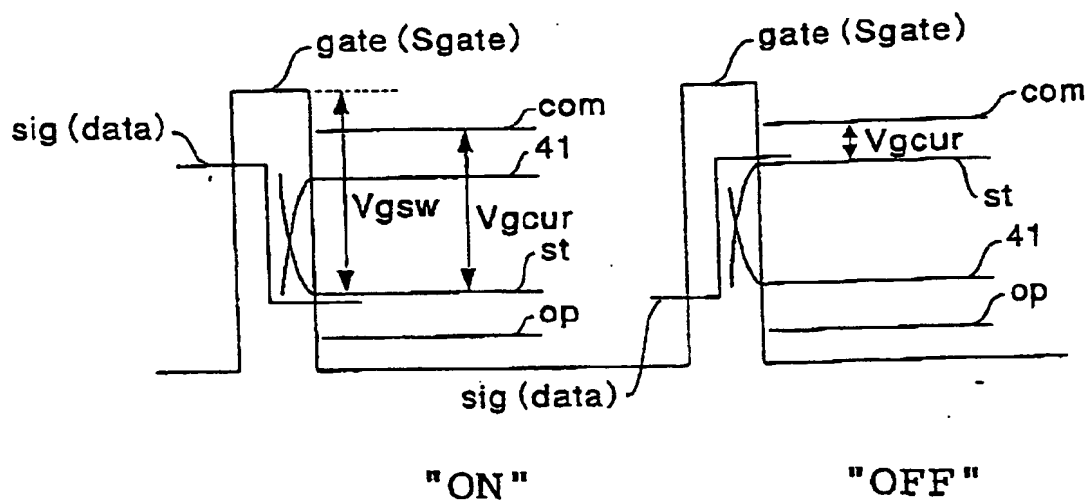 gate (Sgate)
sig (data)
com
41
Vgsw
Vgcur
st
op
gate (Sgate)
com
Vgcur
st
41
op
sig (data)
"ON"
"OFF"